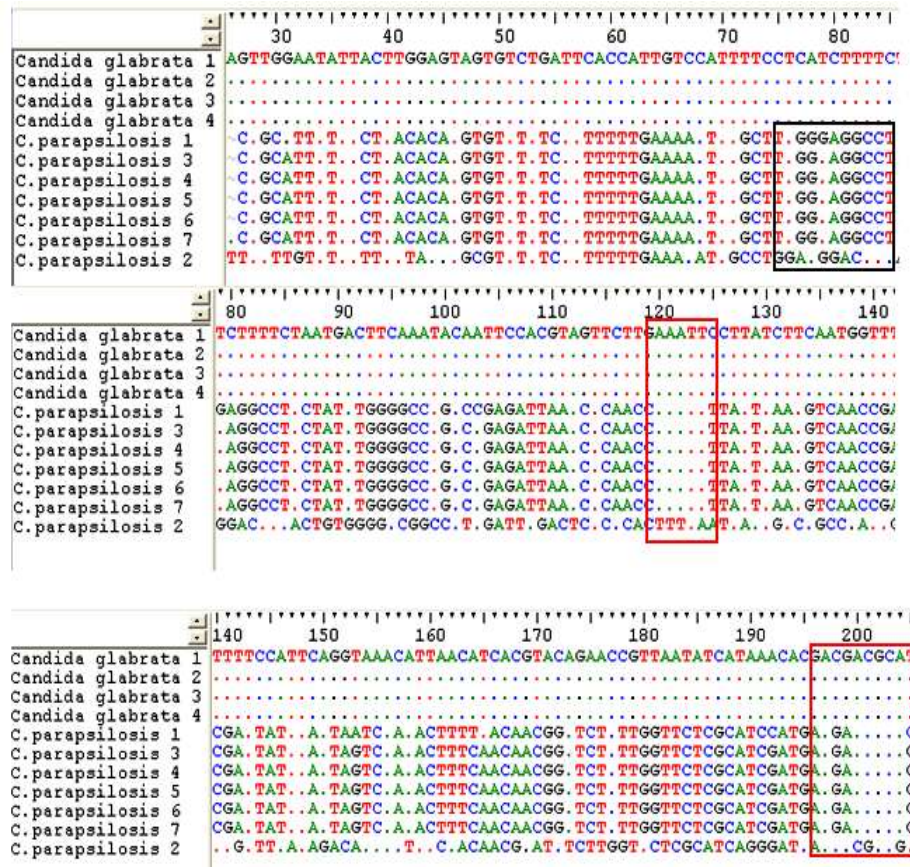 30 40 50 60 70 80
Candida glabrata 1 AGTTGGAATATTACTTGGAGTAGTGTCTGATTCACCATTGTCCATTTTCCTCATCTTTTCT
Candida glabrata 2 .............................................................
Candida glabrata 3 .............................................................
Candida glabrata 4 .............................................................
C.parapsilosis 1 ~C.GC.TT.T..CT.ACACA.GTGT.T.TC..TTTTTGAAAA.T..GCTT.GGGAGGCCT
C.parapsilosis 3 ~C.GCATT.T..CT.ACACA.GTGT.T.TC..TTTTTGAAAA.T..GCTT.GG.AGGCCT
C.parapsilosis 4 ~C.GCATT.T..CT.ACACA.GTGT.T.TC..TTTTTGAAAA.T..GCTT.GG.AGGCCT
C.parapsilosis 5 ~C.GCATT.T..CT.ACACA.GTGT.T.TC..TTTTTGAAAA.T..GCTT.GG.AGGCCT
C.parapsilosis 6 ~C.GCATT.T..CT.ACACA.GTGT.T.TC..TTTTTGAAAA.T..GCTT.GG.AGGCCT
C.parapsilosis 7 .C.GCATT.T..CT.ACACA.GTGT.T.TC..TTTTTGAAAA.T..GCTT.GG.AGGCCT
C.parapsilosis 2 TT..TTGT.T..TT..TA...GCGT.T.TC..TTTTTGAAA.AT.GCCTGGA.GGAC...A
80 90 100 110 120 130 140
Candida glabrata 1 TCTTTTCTAATGACTTCAAATACAATTCCACGTAGTTCTTGAAATTCCTTATCTTCAATGGTTT
Candida glabrata 2 ................................................................
Candida glabrata 3 ................................................................
Candida glabrata 4 ................................................................
C.parapsilosis 1 GAGGCCT.CTAT.TGGGGCC.G.CCGAGATTAA.C.CAACC.....TTA.T.AA.GTCAACCGA
C.parapsilosis 3 .AGGCCT.CTAT.TGGGGCC.G.C.GAGATTAA.C.CAACC.....TTA.T.AA.GTCAACCGA
C.parapsilosis 4 .AGGCCT.CTAT.TGGGGCC.G.C.GAGATTAA.C.CAACC.....TTA.T.AA.GTCAACCGA
C.parapsilosis 5 .AGGCCT.CTAT.TGGGGCC.G.C.GAGATTAA.C.CAACC.....TTA.T.AA.GTCAACCGA
C.parapsilosis 6 .AGGCCT.CTAT.TGGGGCC.G.C.GAGATTAA.C.CAACC.....TTA.T.AA.GTCAACCGA
C.parapsilosis 7 .AGGCCT.CTAT.TGGGGCC.G.C.GAGATTAA.C.CAACC.....TTA.T.AA.GTCAACCGA
C.parapsilosis 2 GGAC...ACTGTGGGG.CGGCC.T.GATT.GACTC.C.CACTTT.AAT.A..G.C.GCC.A..G
140 150 160 170 180 190 200
Candida glabrata 1 TTTTCCATTCAGGTAAACATTAACATCACGTACAGAACCGTTAATATCATAAACACGACGACGCAT
Candida glabrata 2 .................................................................
Candida glabrata 3 .................................................................
Candida glabrata 4 .................................................................
C.parapsilosis 1 CGA.TAT..A.TAATC.A.ACTTTT.ACAACGG.TCT.TTGGTTCTCGCATCCATGA.GA.....G
C.parapsilosis 3 CGA.TAT..A.TAGTC.A.ACTTTCAACAACGG.TCT.TTGGTTCTCGCATCGATGA.GA.....G
C.parapsilosis 4 CGA.TAT..A.TAGTC.A.ACTTTCAACAACGG.TCT.TTGGTTCTCGCATCGATGA.GA.....G
C.parapsilosis 5 CGA.TAT..A.TAGTC.A.ACTTTCAACAACGG.TCT.TTGGTTCTCGCATCGATGA.GA.....G
C.parapsilosis 6 CGA.TAT..A.TAGTC.A.ACTTTCAACAACGG.TCT.TTGGTTCTCGCATCGATGA.GA.....G
C.parapsilosis 7 CGA.TAT..A.TAGTC.A.ACTTTCAACAACGG.TCT.TTGGTTCTCGCATCGATGA.GA.....G
C.parapsilosis 2 ..G.TT.A.AGACA....T..C.ACAACG.AT.TCTTGGT.CTCGCATCAGGGAT.A...CG..G.